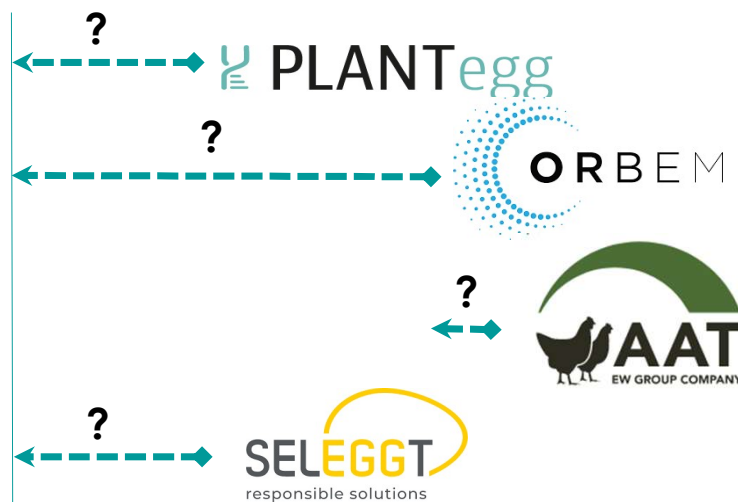 ?
PLANTegg
?
ORBEM
?
AAT
EW GROUP COMPANY
?
SELEGGT
responsible solutions